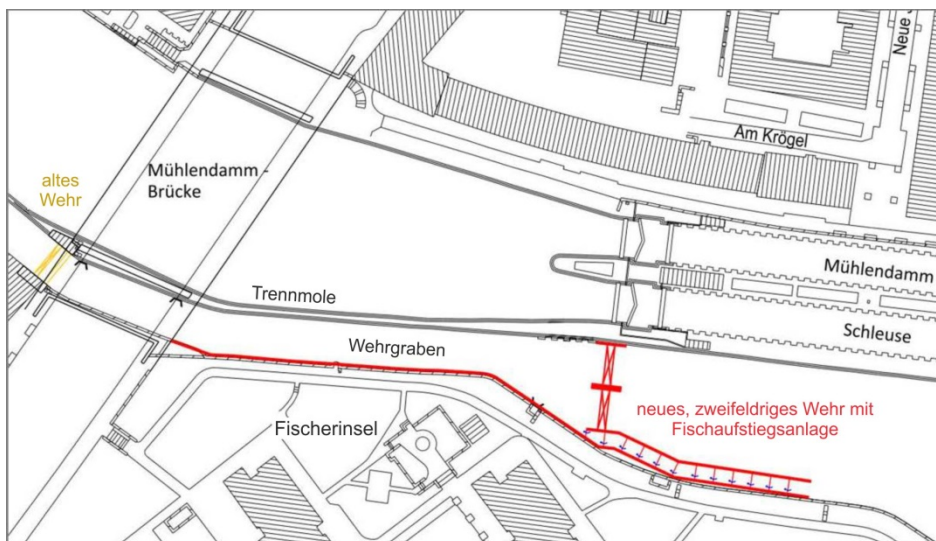 Neue
Am Krögel
Mühlendamm -
Brücke
altes
Wehr
Mühlendamm
Trennmole
Schleuse
Wehrgraben
neues, zweifeldriges Wehr mit
Fischaufstiegsanlage
Fischerinsel